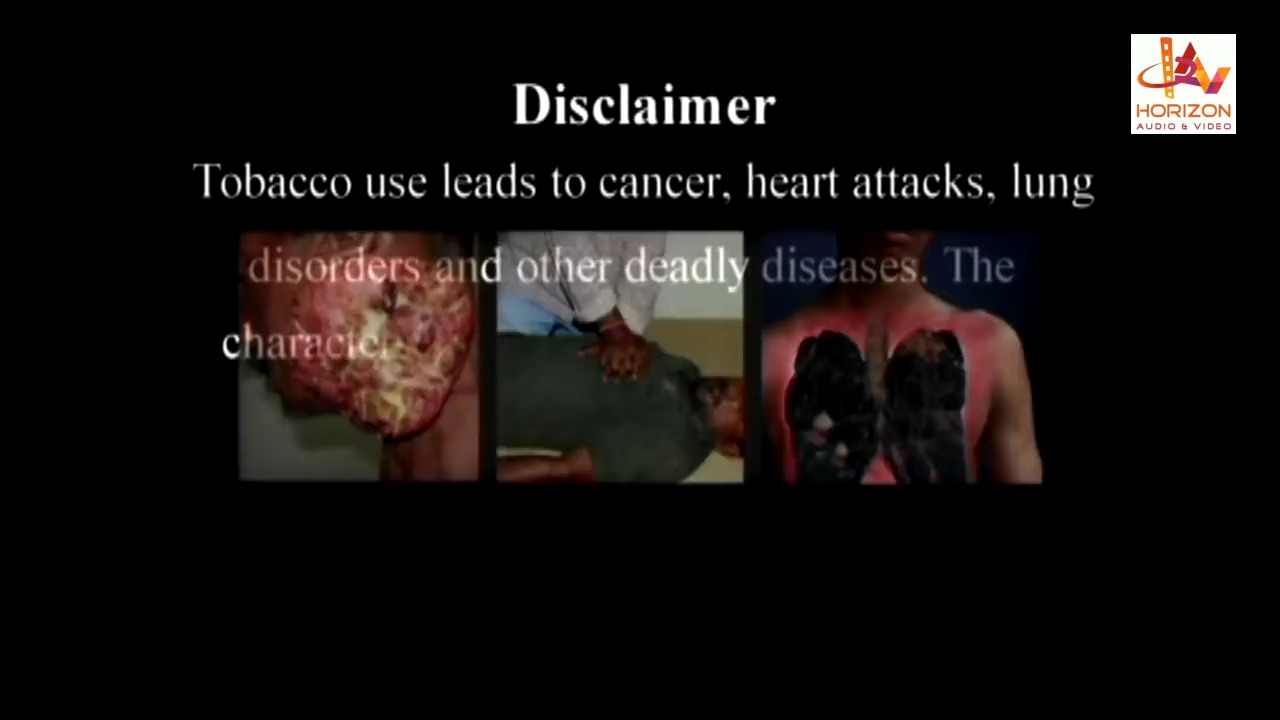 Disclaimer
Tobacco use leads to cancer, heart attacks, lung
disorders and other deadly diseases. The
HORIZON
AUDIO & VIDEO